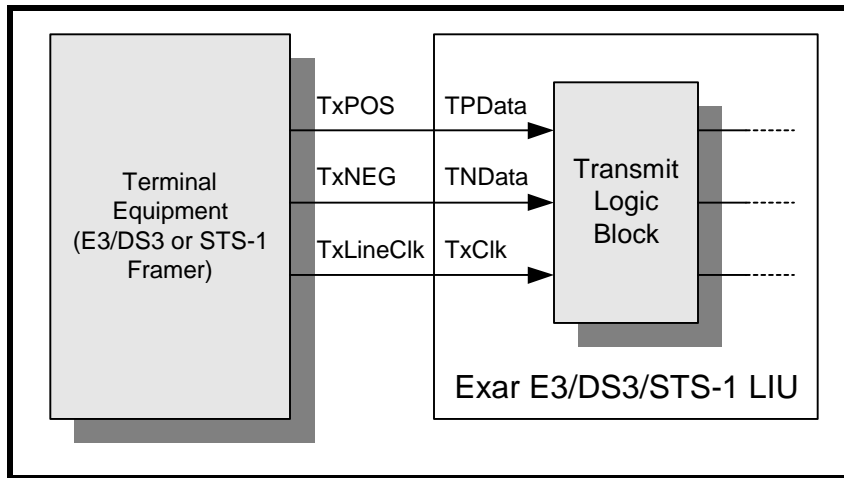 TxPOS TPData
Terminal
Equipment
(E3/DS3 or STS-1
Framer)
TxNEG TNData
TxLineClk TxClk
Transmit
Logic
Block
Exar E3/DS3/STS-1 LIU